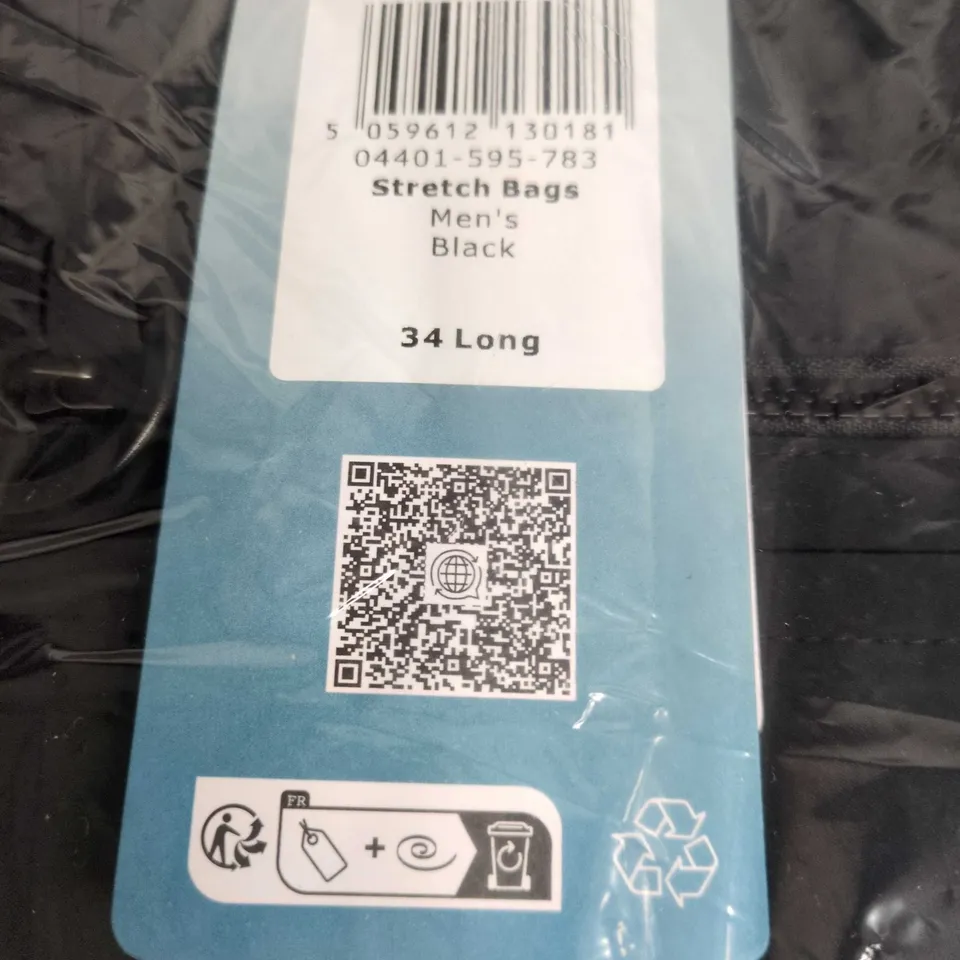 5 059612 130181
04401-595-783
Stretch Bags
Men's
Black
34 Long
FR